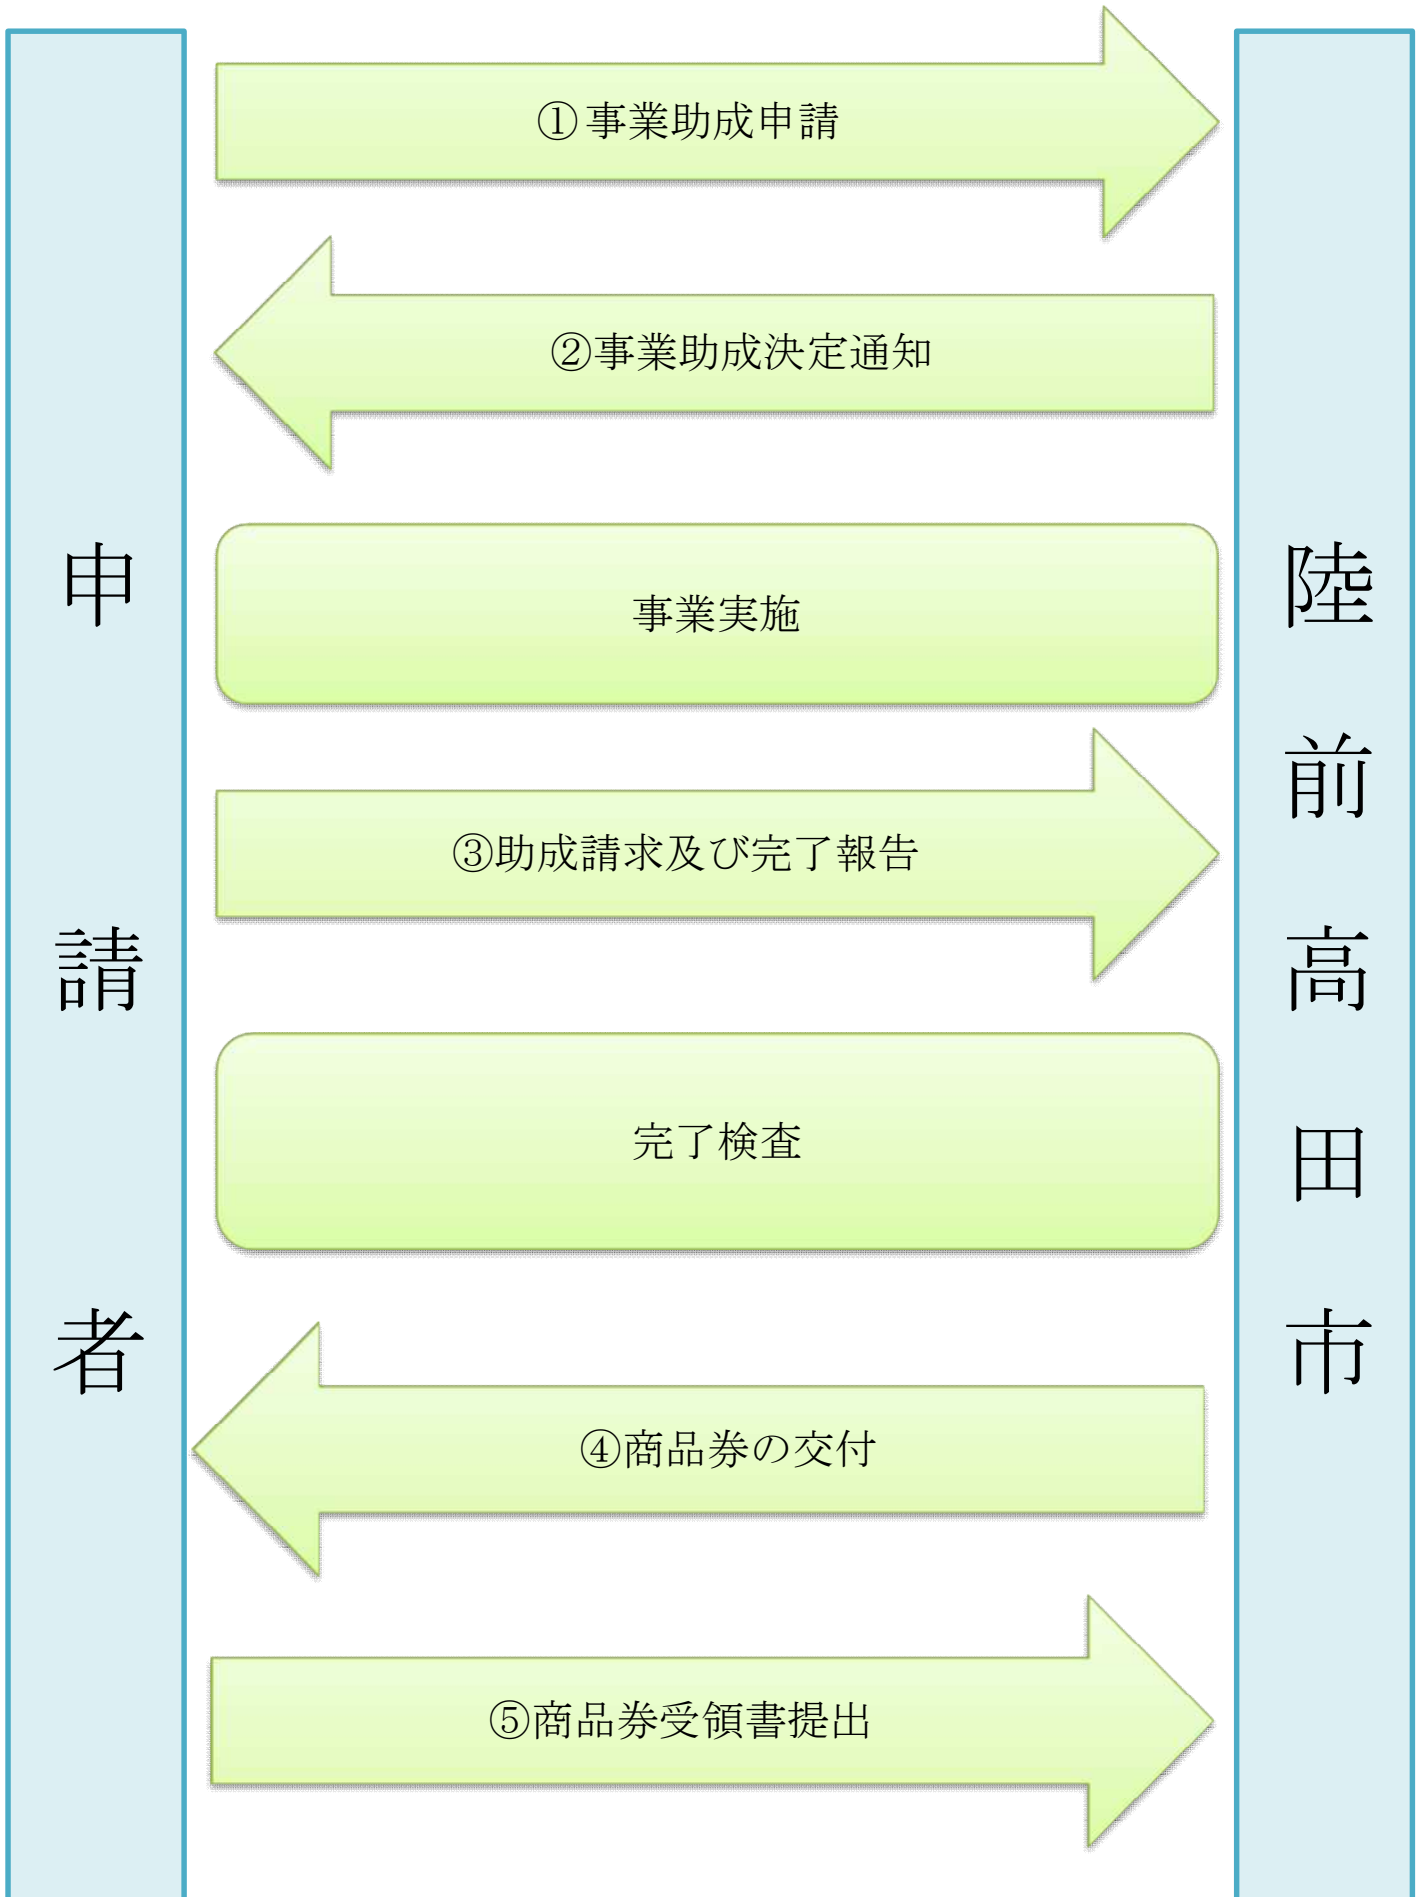 ①事業助成申請
②事業助成決定通知
事業実施
③助成請求及び完了報告
完了検査
④商品券の交付
⑤商品券受領書提出
申請者
陸前高田市